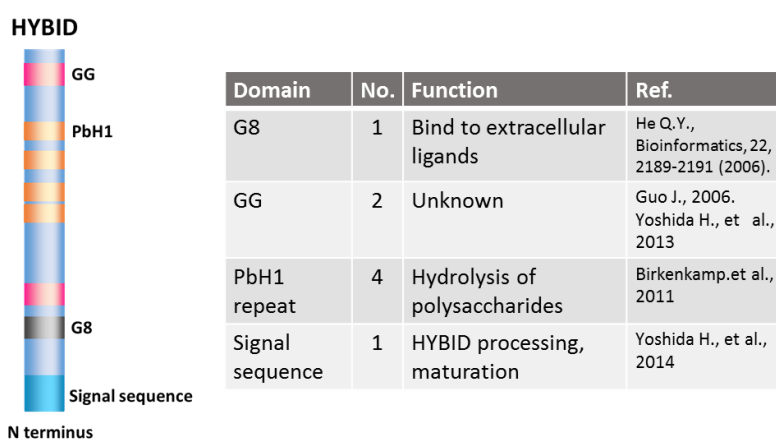 HYBID
GG
PbH1
G8
Signal sequence
N terminus
Domain No. Function Ref.
G8 1 Bind to extracellular ligands He Q.Y., Bioinformatics, 22, 2189-2191 (2006).
GG 2 Unknown Guo J., 2006. Yoshida H., et al., 2013
PbH1 repeat 4 Hydrolysis of polysaccharides Birkenkamp.et al., 2011
Signal sequence 1 HYBID processing, maturation Yoshida H., et al., 2014